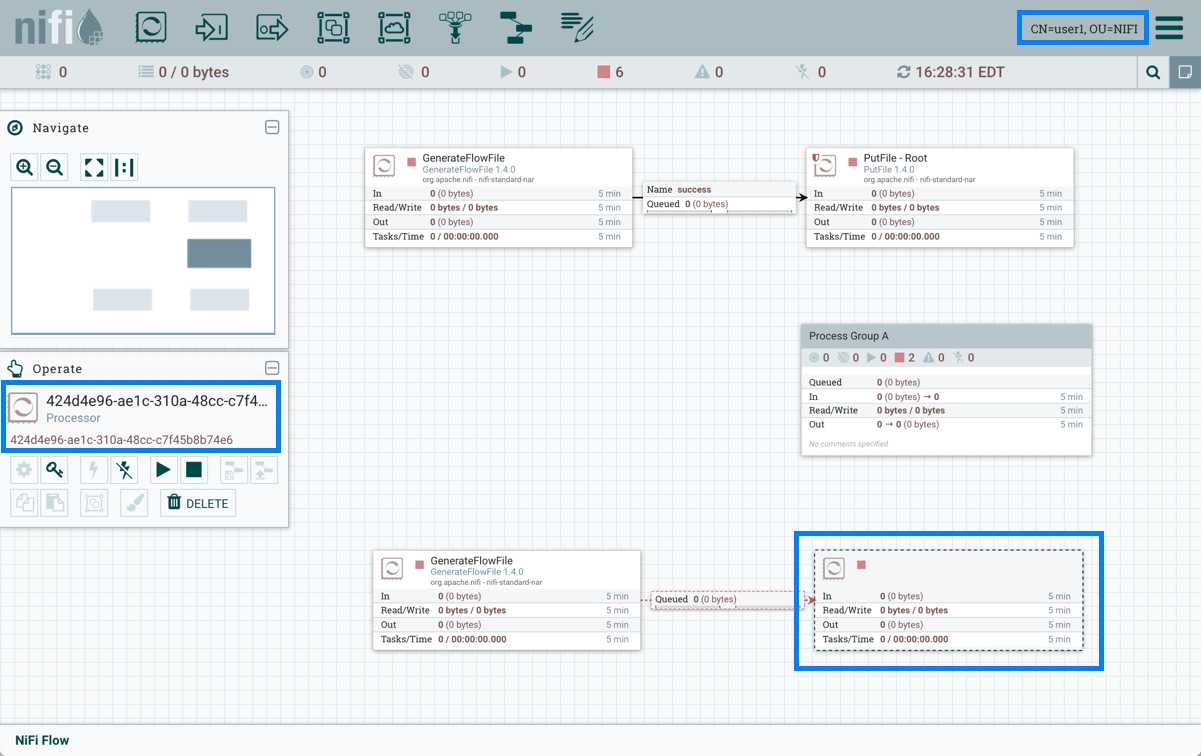 nifi
CN=user1, OU=NIFI
0
0 / 0 bytes
0
0
0
6
0
0
16:28:31 EDT
Navigate
Operate
424d4e96-ae1c-310a-48cc-c7f4...
Processor
424d4e96-ae1c-310a-48cc-c7f45b8b74e6
DELETE
GenerateFlowFile
GenerateFlowFile 1.4.0
org.apache.nifi - nifi-standard-nar
In 0 (0 bytes) 5 min
Read/Write 0 bytes / 0 bytes 5 min
Out 0 (0 bytes) 5 min
Tasks/Time 0 / 00:00:00.000 5 min
Name success
Queued 0 (0 bytes)
PutFile - Root
PutFile 1.4.0
org.apache.nifi - nifi-standard-nar
In 0 (0 bytes) 5 min
Read/Write 0 bytes / 0 bytes 5 min
Out 0 (0 bytes) 5 min
Tasks/Time 0 / 00:00:00.000 5 min
Process Group A
0 0 0 2 0 0
Queued 0 (0 bytes)
In 0 (0 bytes) → 0 5 min
Read/Write 0 bytes / 0 bytes 5 min
Out 0 → 0 (0 bytes) 5 min
No comments specified
GenerateFlowFile
GenerateFlowFile 1.4.0
org.apache.nifi - nifi-standard-nar
In 0 (0 bytes) 5 min
Read/Write 0 bytes / 0 bytes 5 min
Out 0 (0 bytes) 5 min
Tasks/Time 0 / 00:00:00.000 5 min
Queued 0 (0 bytes)
In 0 (0 bytes) 5 min
Read/Write 0 bytes / 0 bytes 5 min
Out 0 (0 bytes) 5 min
Tasks/Time 0 / 00:00:00.000 5 min
NiFi Flow